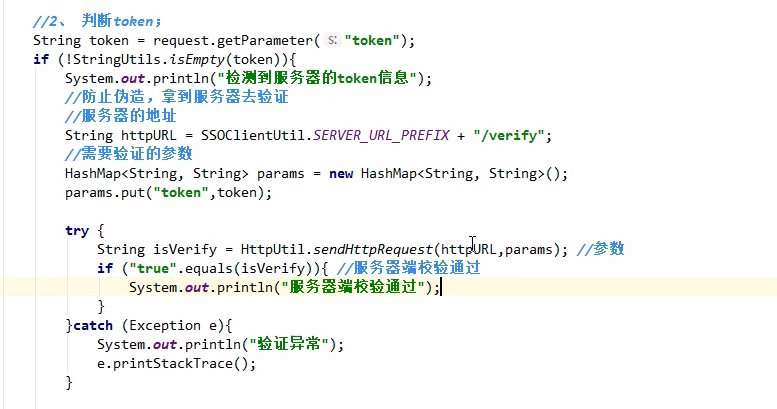 //2、 判断token；
String token = request.getParameter( s: "token");
if (!StringUtils.isEmpty(token)){
System.out.println("检测到服务器的token信息");
//防止伪造，拿到服务器去验证
//服务器的地址
String httpURL = SSOClientUtil.SERVER_URL_PREFIX + "/verify";
//需要验证的参数
HashMap<String, String> params = new HashMap<String, String>();
params.put("token",token);
try {
String isVerify = HttpUtil.sendHttpRequest(httpURL,params); //参数
if ("true".equals(isVerify)){ //服务器端校验通过
System.out.println("服务器端校验通过");
}
}catch (Exception e){
System.out.println("验证异常");
e.printStackTrace();
}